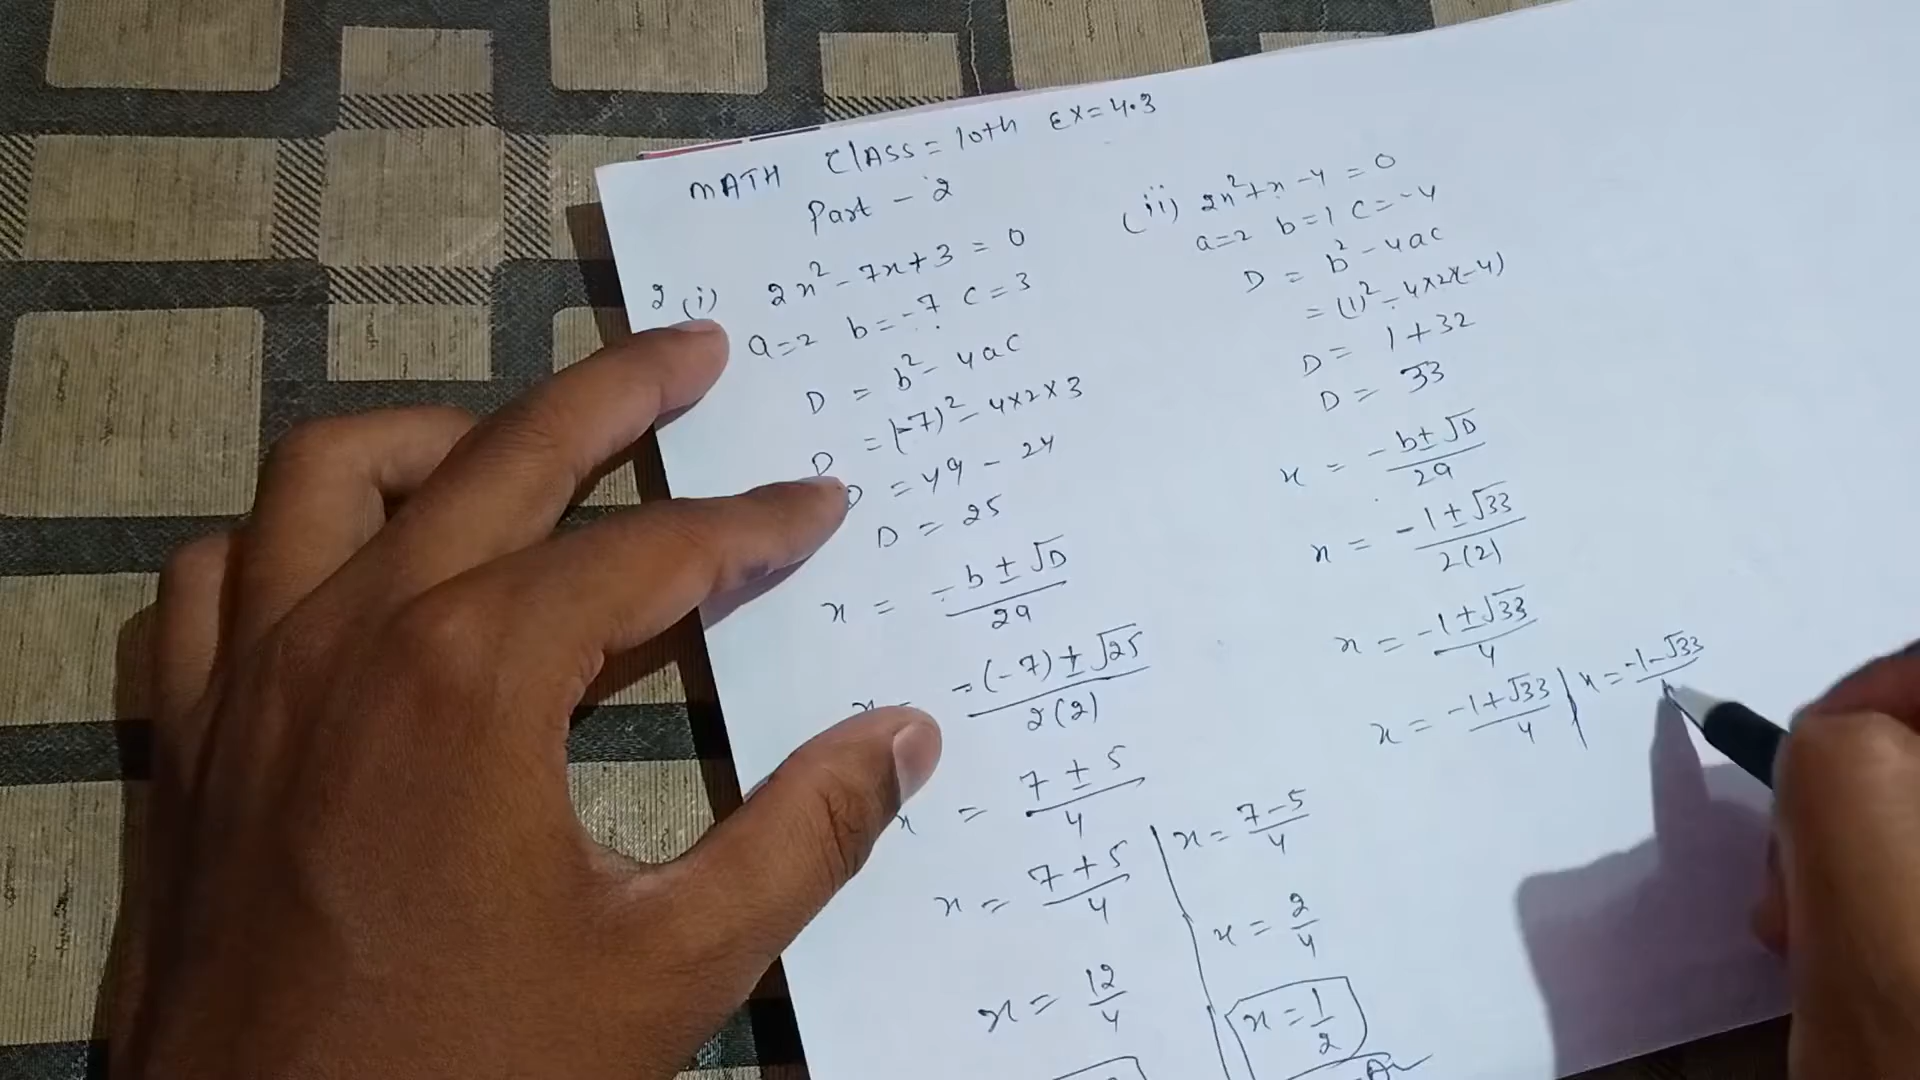 MATH Class = 10th Ex = 4.3
Part - 2
2 (i) 2x² - 7x + 3 = 0
a = 2 b = -7 c = 3
D = b² - 4ac
D = (-7)² - 4×2×3
D = 49 - 24
D = 25
x = -b ± √D / 2a
x = -(-7) ± √25 / 2(2)
x = 7 ± 5 / 4
x = 7 + 5 / 4
x = 12 / 4
x = 7 - 5 / 4
x = 2 / 4
x = 1 / 2
(ii) 2x² + x - 4 = 0
a = 2 b = 1 c = -4
D = b² - 4ac
= (1)² - 4×2×(-4)
D = 1 + 32
D = 33
x = -b ± √D / 2a
x = -1 ± √33 / 2(2)
x = -1 ± √33 / 4
x = -1 + √33 / 4 | x = -1 - √33